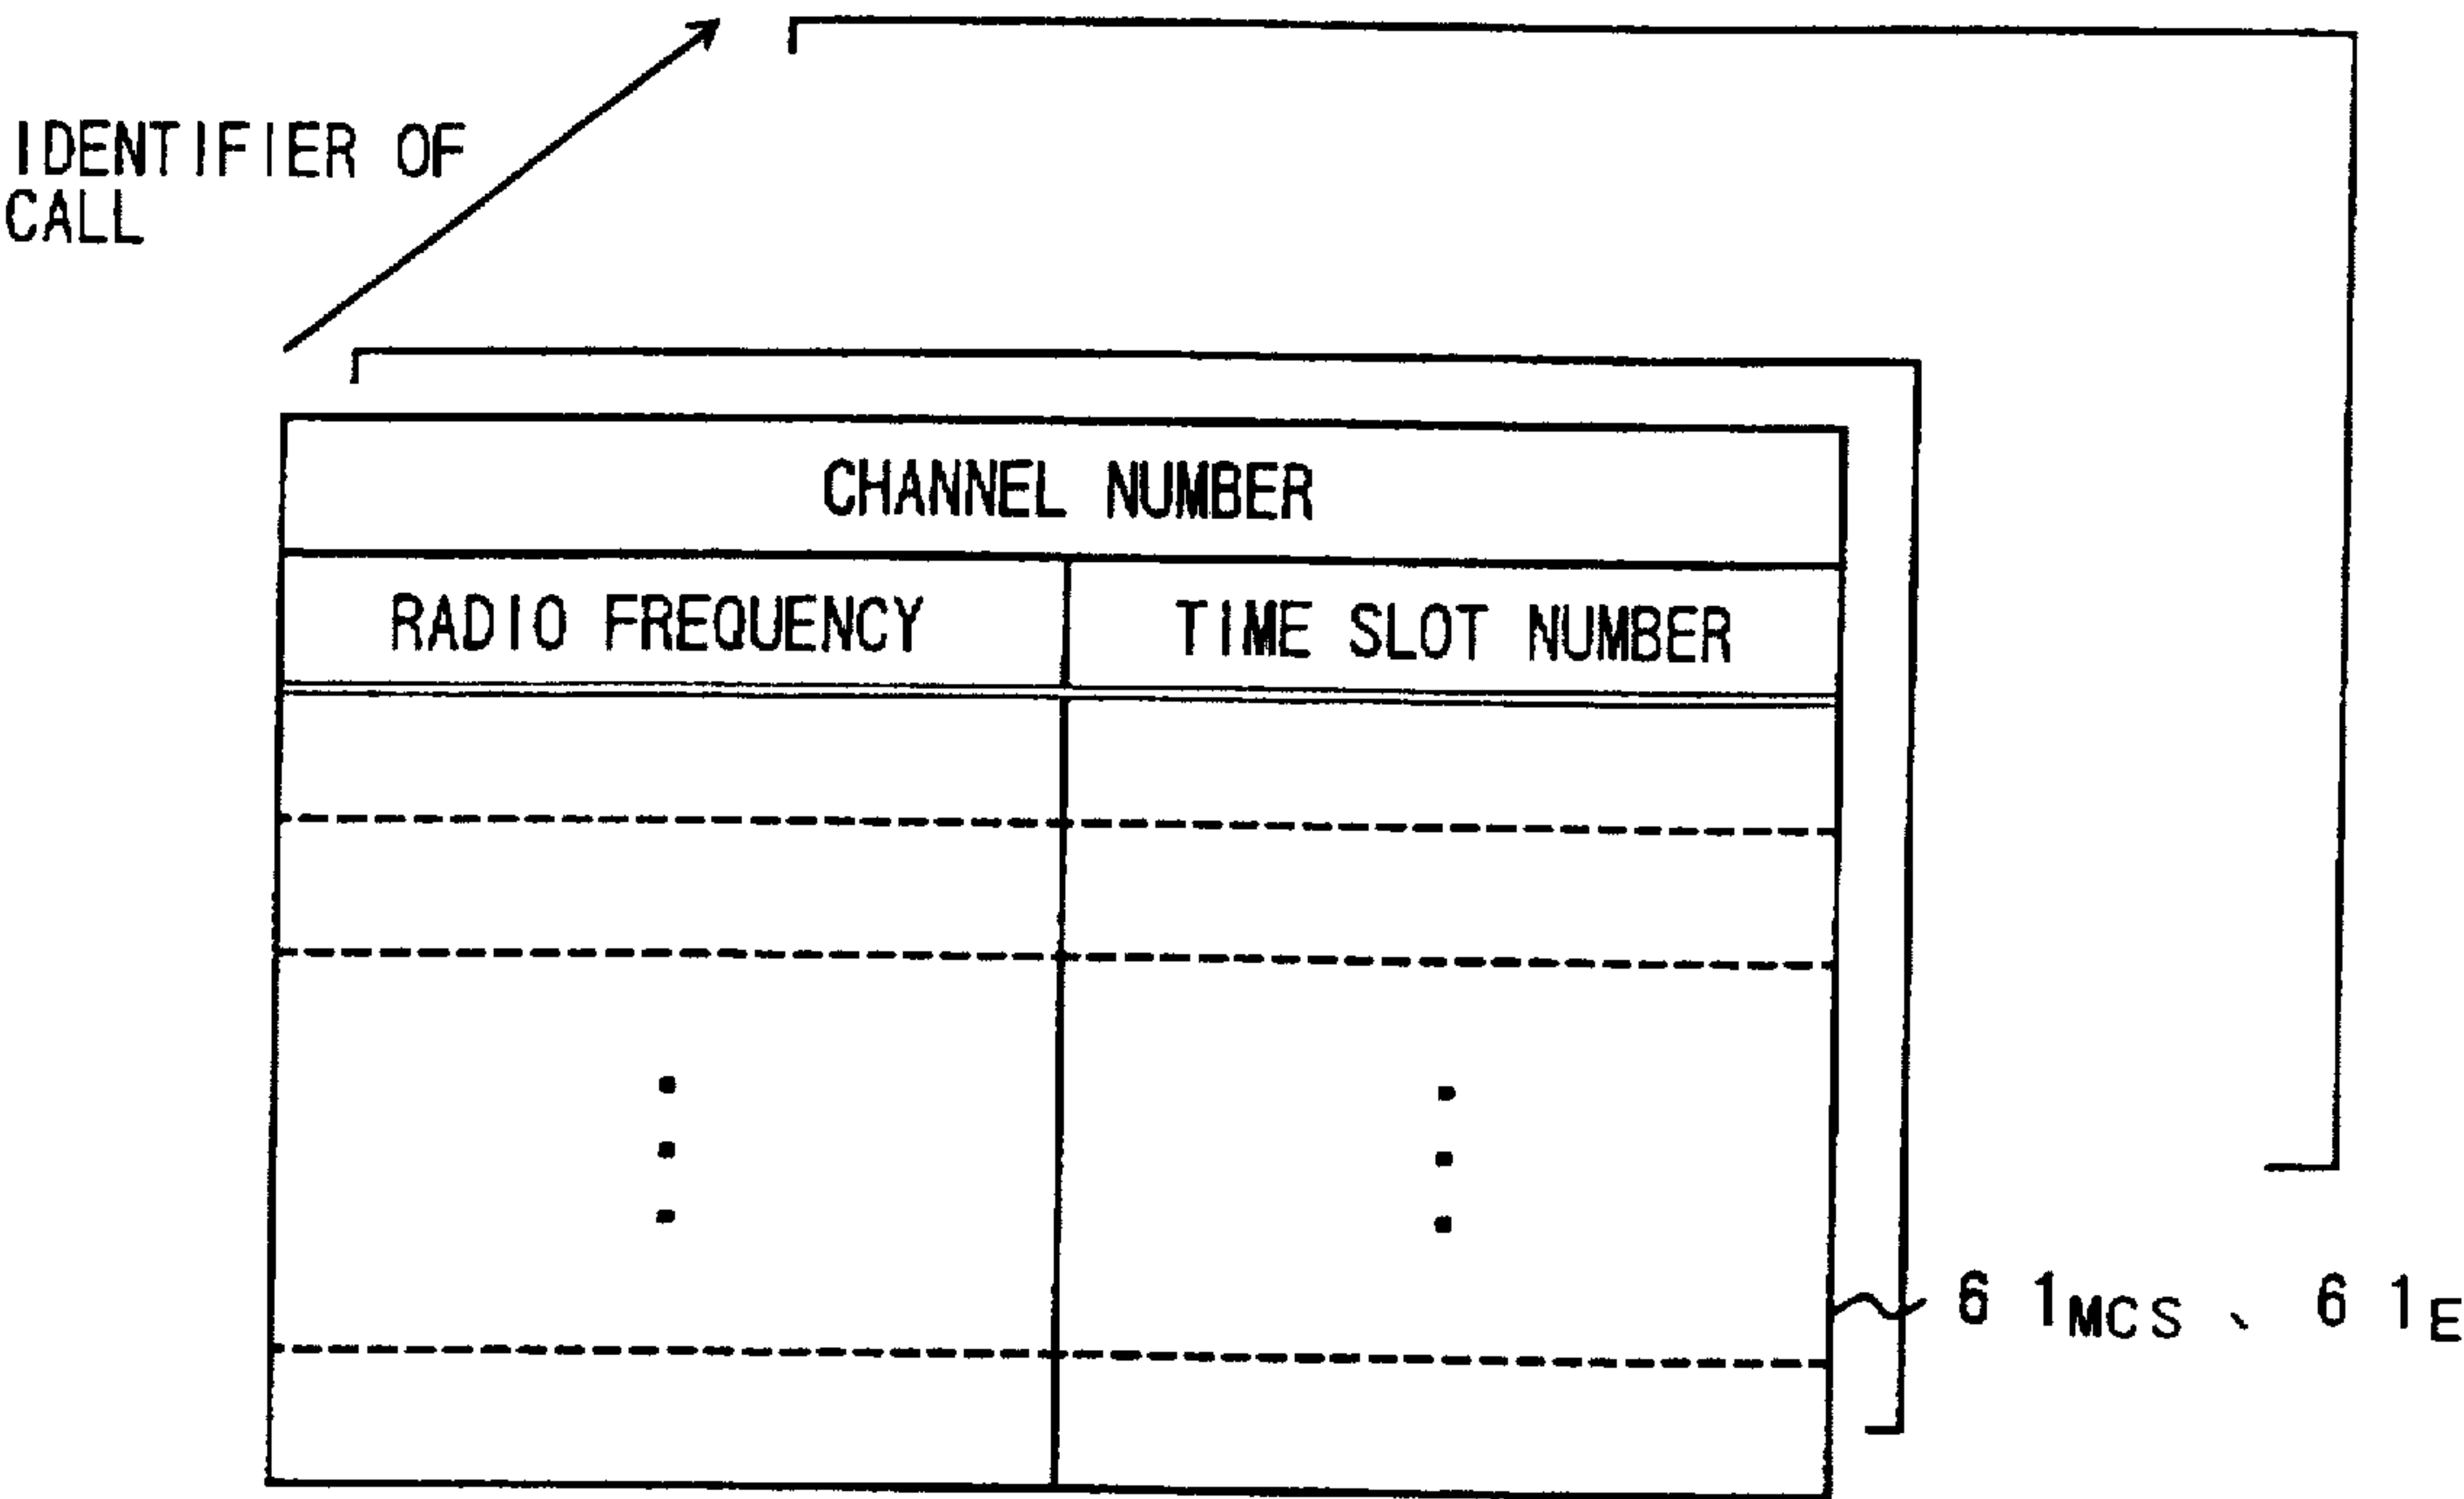 IDENTIFIER OF
CALL
CHANNEL NUMBER
RADIO FREQUENCY
TIME SLOT NUMBER
61MCS、 61E